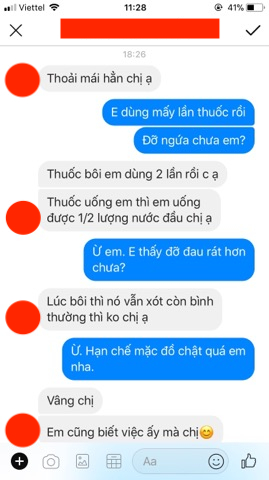 Viettel
11:28
41%
18:26
Thoải mái hẳn chị ạ
E dùng mấy lần thuốc rồi
Đỡ ngứa chưa em?
Thuốc bôi em dùng 2 lần rồi c ạ
Thuốc uống em thì em uống
được 1/2 lượng nước đầu chị ạ
Ừ em. E thấy đỡ đau rát hơn
chưa?
Lúc bôi thì nó vẫn xót còn bình
thường thì ko chị ạ
Ừ. Hạn chế mặc đồ chật quá em
nha.
Vâng chị
Em cũng biết việc ấy mà chị😊
Aa